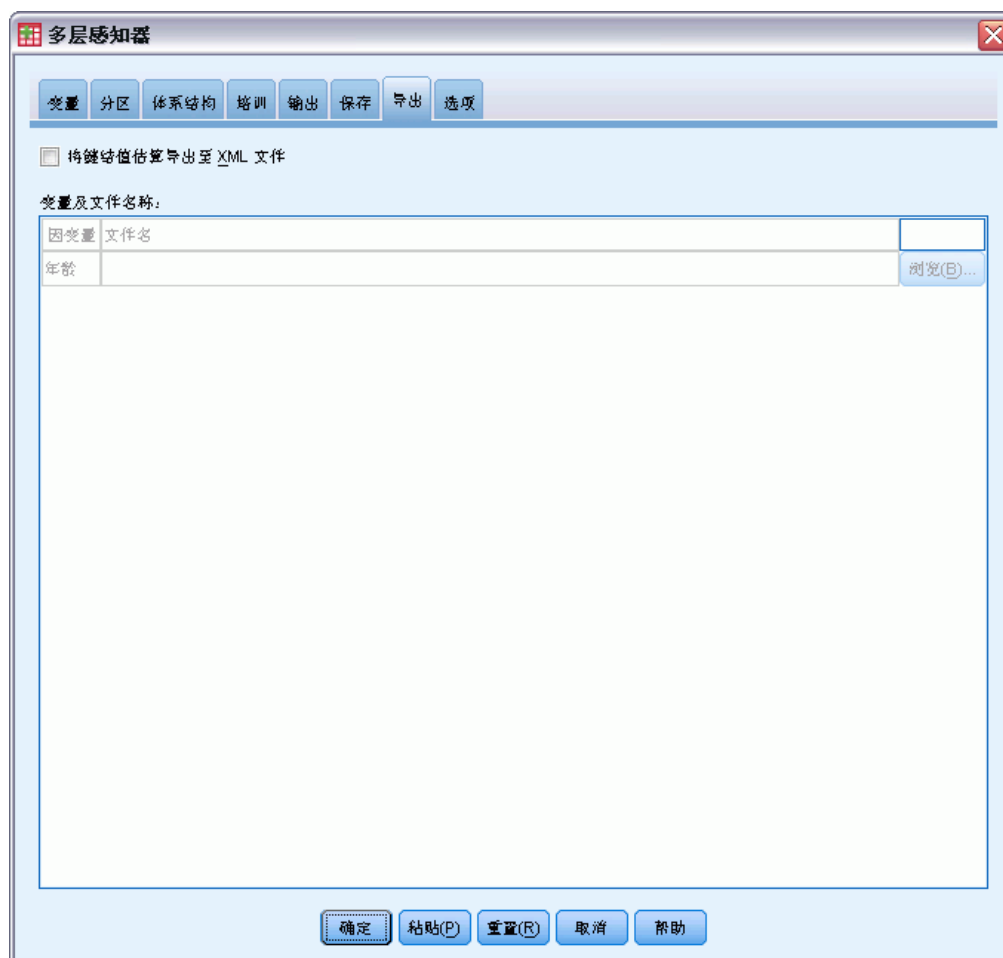 多层感知器
变量 分区 体系结构 培训 输出 保存 导出 选项
将键结值估算导出至 XML 文件
变量及文件名称：
因变量 文件名
年龄 浏览(B)...
确定 粘贴(P) 重置(R) 取消 帮助